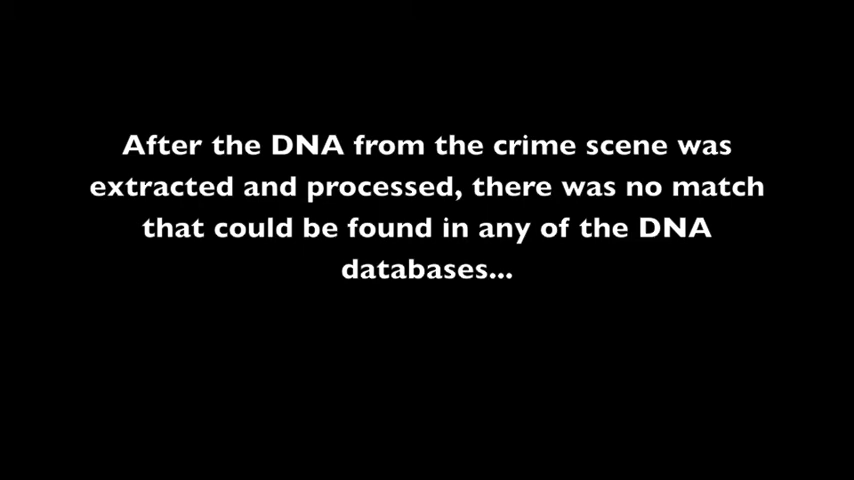 After the DNA from the crime scene was
extracted and processed, there was no match
that could be found in any of the DNA
databases...